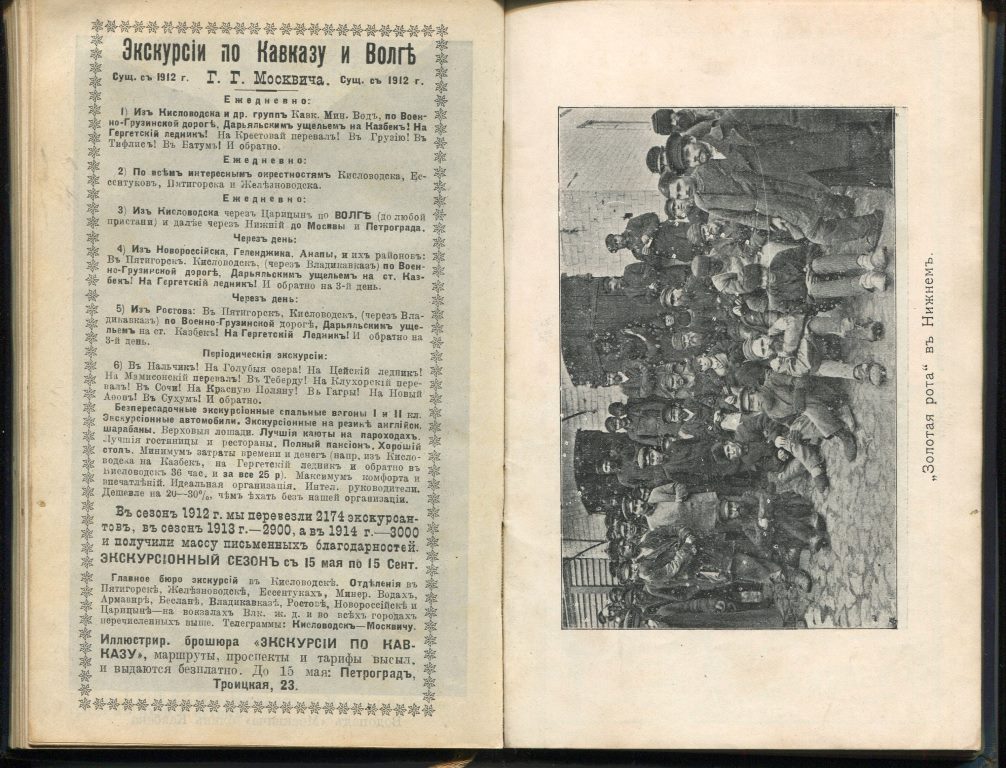 Экскурсіи по Кавказу и Волгѣ
Сущ. съ 1912 г. Г. Г. Москвича. Сущ. съ 1912 г.
Ежедневно:
1) Изъ Кисловодска и др. группъ Кавк. Мин. Водъ, по Воен-
но-Грузинской дорогѣ, Дарьяльскимъ ущельемъ на Казбекъ! На
Гергетскій ледникъ! На Крестовай перевалъ! Въ Грузію! Въ
Тифлисъ! Въ Батумъ! И обратно.
Ежедневно:
2) По всѣмъ интереснымъ окрестностямъ Кисловодска, Ес-
сентуковъ, Пятигорска и Желѣзноводска.
Ежедневно:
3) Изъ Кисловодска черезъ Царицынъ по ВОЛГѢ (до любой
пристани) и далѣе черезъ Нижній до Москвы и Петрограда.
Черезъ день:
4) Изъ Новороссійска, Геленджика, Анапы, и ихъ районовъ:
Въ Пятигорскъ. Кисловодскъ, (черезъ Владикавказъ) по Воен-
но-Грузинской дорогѣ, Дарьяльскимъ ущельемъ на ст. Каз-
бекъ! На Гергетскій ледникъ! И обратно на 3-й день.
Черезъ день:
5) Изъ Ростова: Въ Пятигорскъ, Кисловодскъ, (черезъ Вла-
дикавказъ) по Военно-Грузинской дорогѣ, Дарьяльскимъ уще-
льемъ на ст. Казбекъ! На Гергетскій Ледникъ! И обратно на
3-й день.
Періодическія экскурсіи:
6) Въ Нальчикъ! На Голубыя озера! На Цейскій ледникъ!
На Мамисонскій перевалъ! Въ Теберду! На Клухорскій пере-
валъ! Въ Сочи! На Красную Поляну! Въ Гагры! На Новый
Аѳонъ! Въ Сухумъ! И обратно.
Безпересадочные экскурсіонные спальные вагоны I и II кл.
Экскурсіонные автомобили. Экскурсіонные на резинѣ англійск.
шарабаны. Верховыя лошади. Лучшія каюты на пароходахъ.
Лучшія гостиницы и рестораны. Полный пансіонъ. Хорошій
столъ. Минимумъ затраты времени и денегъ (напр. изъ Кисло-
водска на Казбекъ, на Гергетскій ледникъ и обратно въ
Кисловодскъ 36 час. и за все 25 р). Максимумъ комфорта и
впечатлѣній. Идеальная организація. Интел. руководители.
Дешевле на 20—30%, чѣмъ ѣхать безъ нашей организаціи.
Въ сезонъ 1912 г. мы перевезли 2174 экскурсан-
товъ, въ сезонъ 1913 г.—2900, а въ 1914 г.—3000
и получили массу письменныхъ благодарностей.
ЭКСКУРСІОННЫЙ СЕЗОНЪ съ 15 мая по 15 Сент.
Главное бюро экскурсій въ Кисловодскѣ. Отдѣленія въ
Пятигорскѣ, Желѣзноводскѣ, Ессентукахъ, Минер. Водахъ,
Армавирѣ, Бесланѣ, Владикавказѣ, Ростовѣ, Новороссійскѣ и
Царицынѣ—на вокзалахъ Влк. ж. д. и во всѣхъ городахъ
перечисленныхъ выше. Телеграммы: Кисловодскъ—Москвичу.
Иллюстрир. брошюра «ЭКСКУРСІИ ПО КАВ-
КАЗУ», маршруты, проспекты и тарифы высыл.
и выдаются безплатно. До 15 мая: Петроградъ,
Троицкая, 23.
„Золотая рота“ въ Нижнемъ.